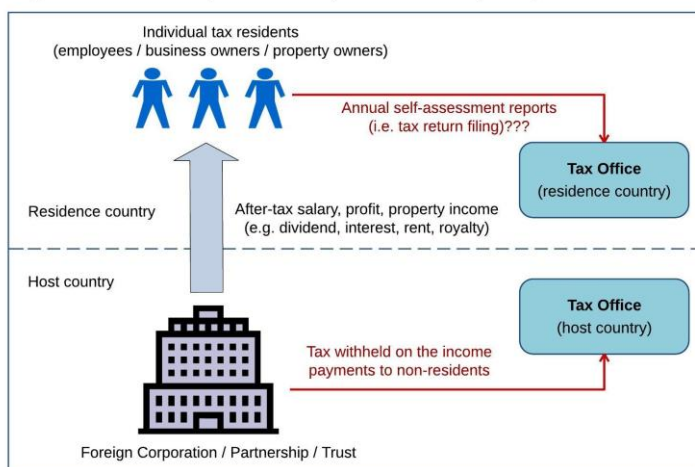 Individual tax residents
(employees / business owners / property owners)
Annual self-assessment reports
(i.e. tax return filing)???
Tax Office
(residence country)
Residence country
After-tax salary, profit, property income
(e.g. dividend, interest, rent, royalty)
Host country
Tax Office
(host country)
Tax withheld on the income
payments to non-residents
Foreign Corporation / Partnership / Trust